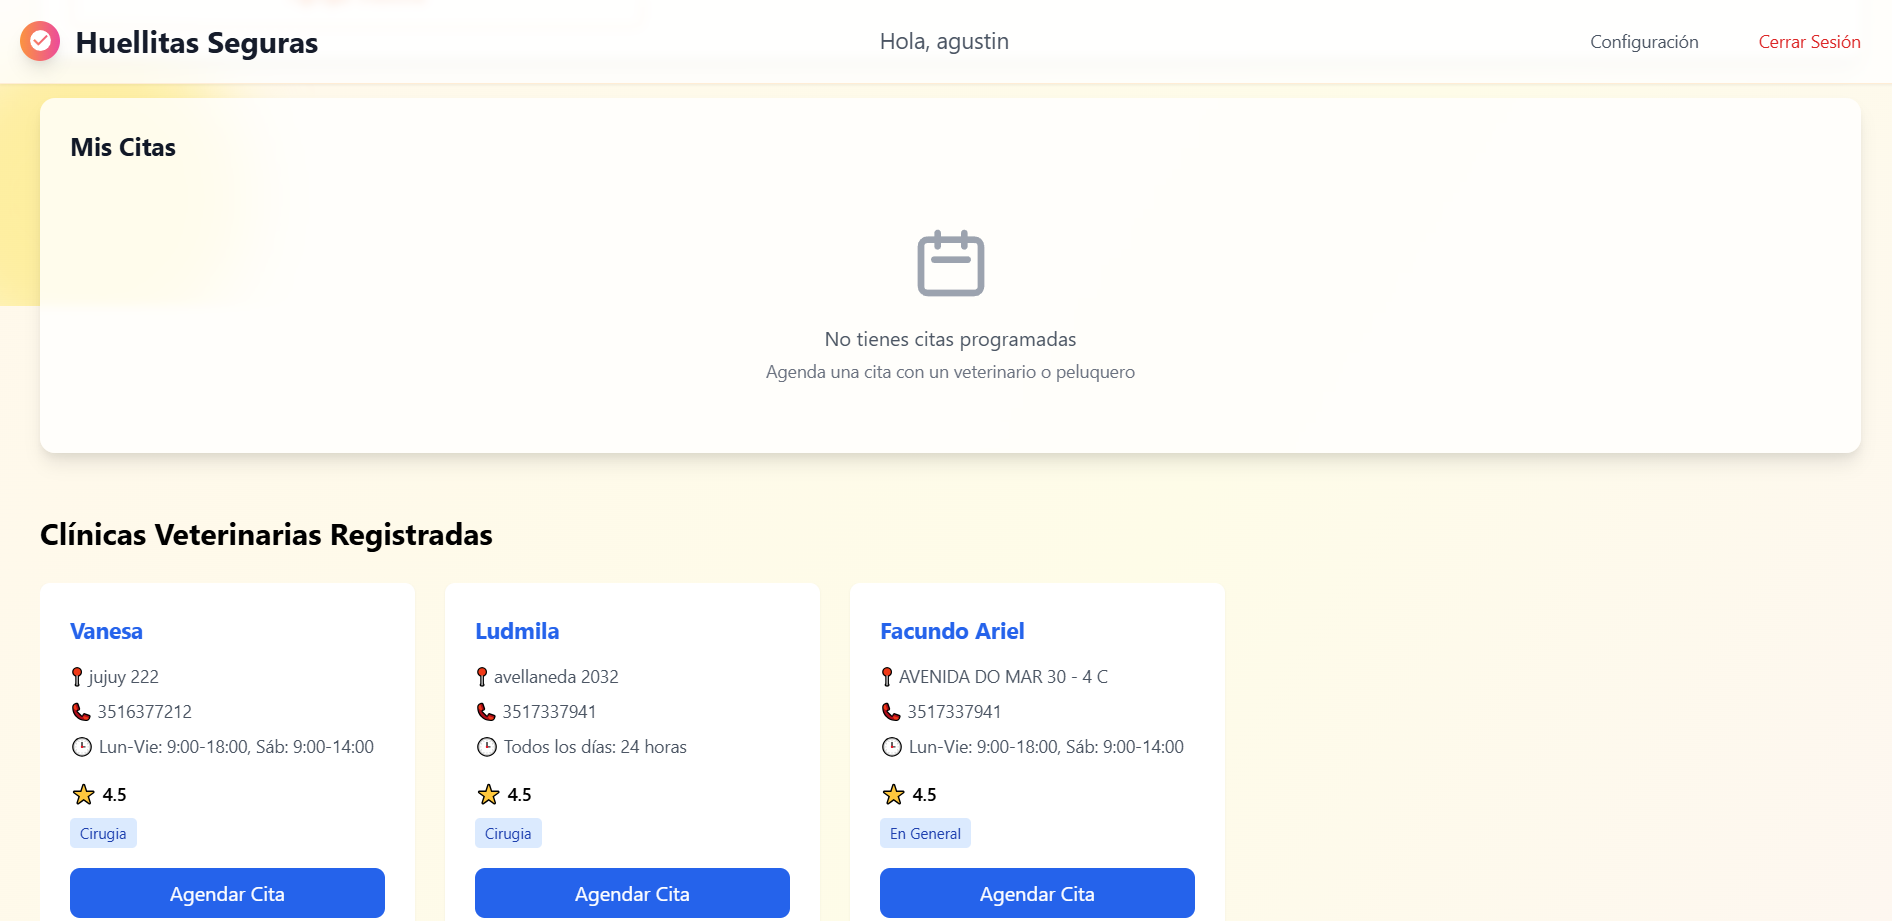 Huellitas Seguras
Hola, agustin
Configuración
Cerrar Sesión
Mis Citas
No tienes citas programadas
Agenda una cita con un veterinario o peluquero
Clínicas Veterinarias Registradas
Vanesa
jujuy 222
3516377212
Lun-Vie: 9:00-18:00, Sáb: 9:00-14:00
4.5
Cirugia
Agendar Cita
Ludmila
avellaneda 2032
3517337941
Todos los días: 24 horas
4.5
Cirugia
Agendar Cita
Facundo Ariel
AVENIDA DO MAR 30 - 4 C
3517337941
Lun-Vie: 9:00-18:00, Sáb: 9:00-14:00
4.5
En General
Agendar Cita